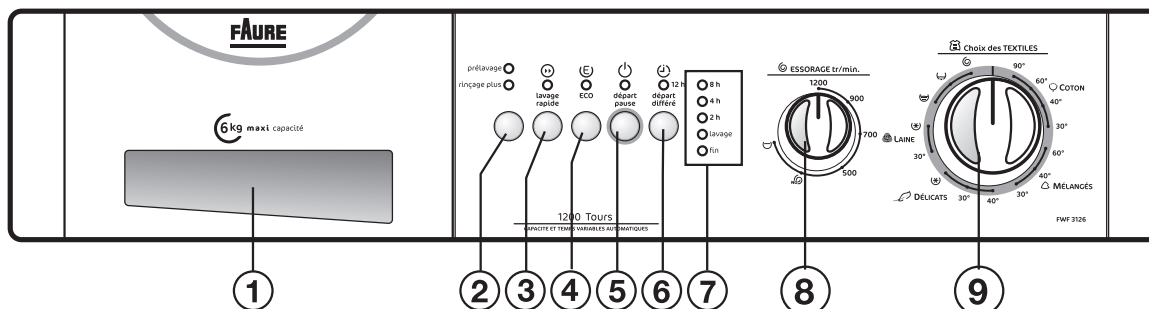 FAURE
6kg maxi capacité
prélavage
rinçage plus
lavage
rapide
ECO
départ
pause
12 h
départ
différé
8 h
4 h
2 h
lavage
fin
1200 Tours
CAPACITE ET TEMPS VARIABLES AUTOMATIQUES
ESSORAGE tr/min.
1200
900
700
500
Choix des TEXTILES
90°
60°
COTON
40°
30°
60°
40°
MÉLANGÉS
30°
40°
30°
DÉLICATS
30°
LAINE
FWF 3126
1 2 3 4 5 6 7 8 9